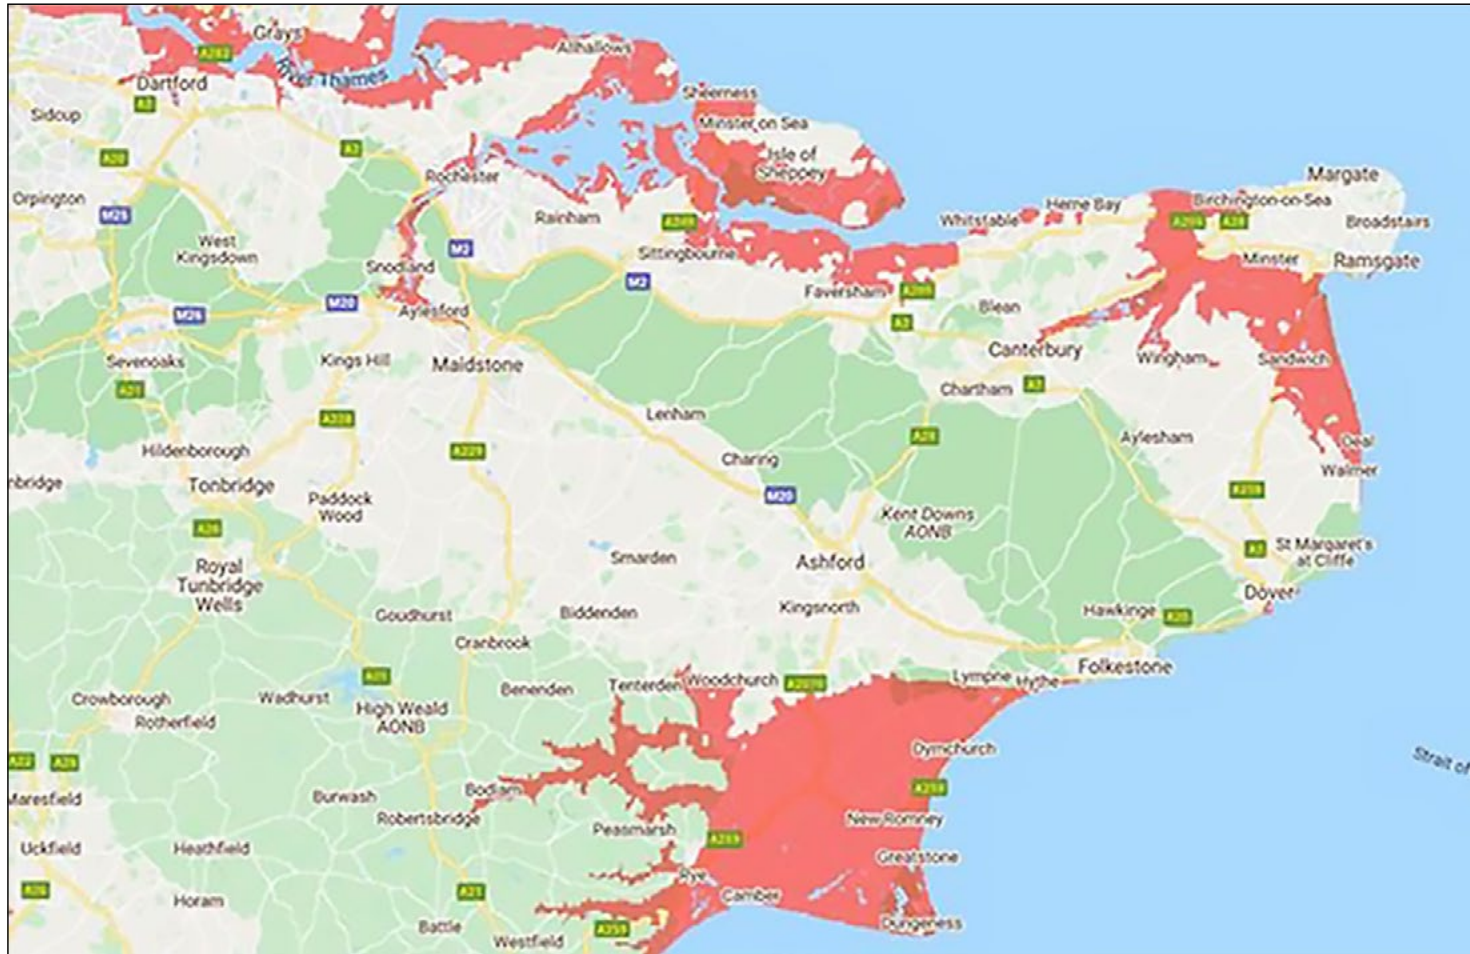 Grays
Allhallows
A282
River Thames
Dartford
Sheerness
A2
Sidcup
Minster on Sea
A2
Isle of
Sheppey
A20
Rochester
Margate
Orpington
M25
Birchington-on-Sea
Herne Bay
Whitstable
Rainham
A249
A299
A28
Broadstairs
West
Kingsdown
M2
Sittingbourne
Minster
Ramsgate
Snodland
M2
Faversham
A299
M20
Aylesford
Blean
M26
A2
Canterbury
Sevenoaks
Kings Hill
Maidstone
Wingham
Sandwich
A21
Chartham
A2
A228
Lenham
A28
Aylesham
Deal
Hildenborough
A229
Charing
Walmer
nbridge
Tonbridge
M20
Paddock
Wood
Kent Downs
AONB
A26
St Margaret's
at Cliffe
A2
Smarden
Ashford
Royal
Tunbridge
Wells
Dover
Kingsnorth
Hawkinge
A20
Goudhurst
Biddenden
Cranbrook
Folkestone
A21
Lympne
Hythe
Woodchurch
A2070
Tenterden
Benenden
Crowborough
Wadhurst
High Weald
AONB
Rotherfield
Dymchurch
A22
A26
Strait of
Bodiam
A259
Maresfield
Burwash
Robertsbridge
New Romney
Peasmarsh
A259
Uckfield
Heathfield
Greatstone
Rye
A26
A21
Camber
Horam
Dungeness
Battle
A259
Westfield